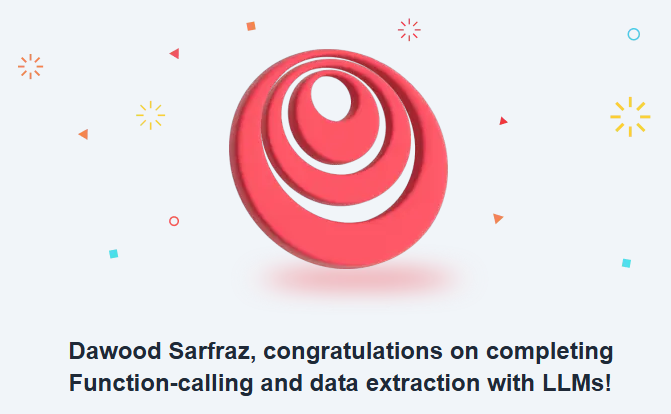 Dawood Sarfraz, congratulations on completing
Function-calling and data extraction with LLMs!